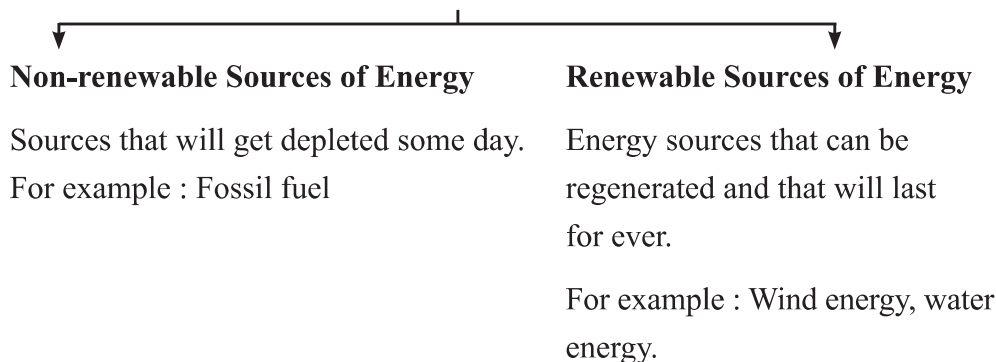 Non-renewable Sources of Energy
Sources that will get depleted some day.
For example : Fossil fuel
Renewable Sources of Energy
Energy sources that can be
regenerated and that will last
for ever.
For example : Wind energy, water
energy.